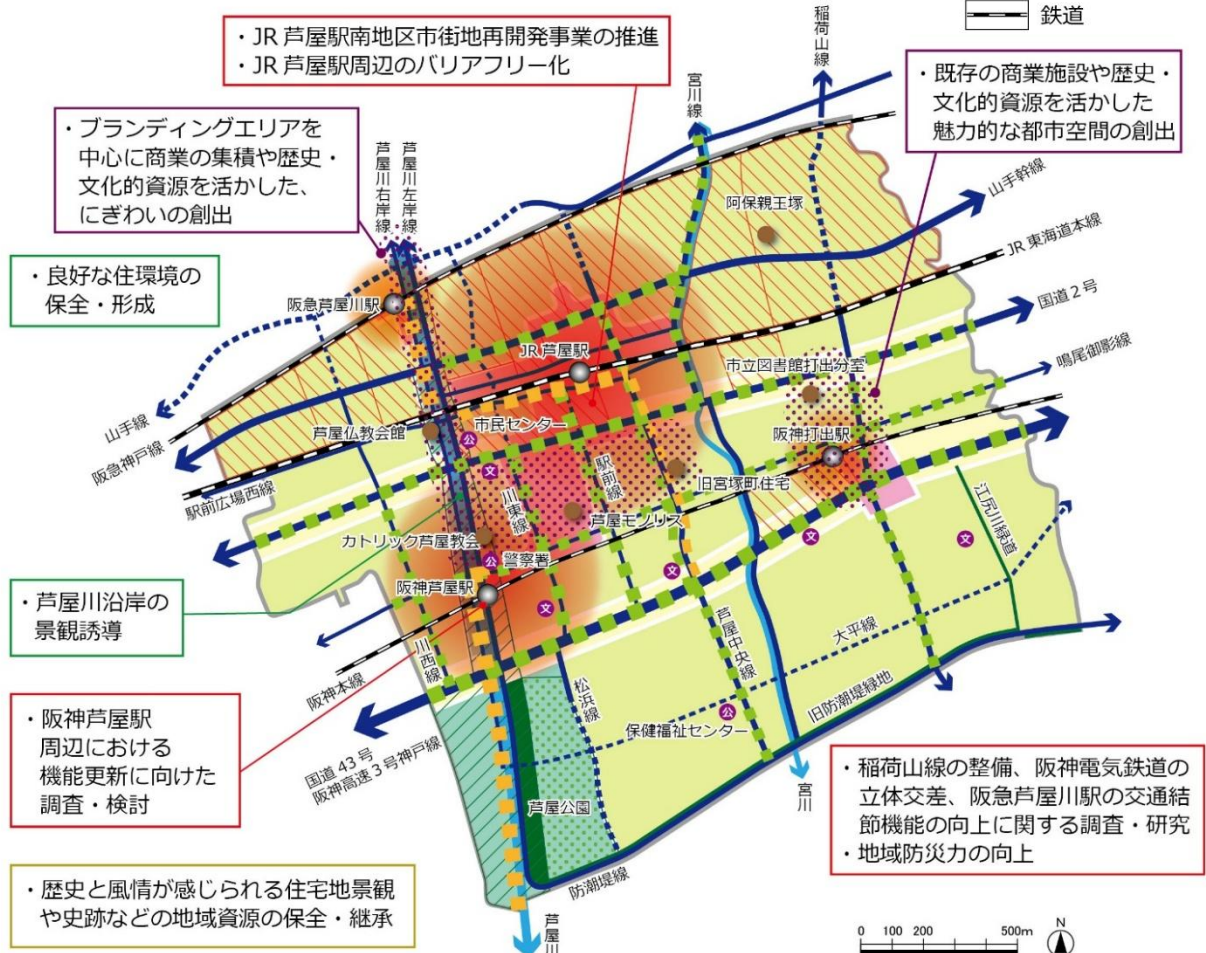 鉄道
・JR 芦屋駅南地区市街地再開発事業の推進
・JR 芦屋駅周辺のバリアフリー化
・既存の商業施設や歴史・
文化的資源を活かした
魅力的な都市空間の創出
・ブランディングエリアを
中心に商業の集積や歴史・
文化的資源を活かした、
にぎわいの創出
・良好な住環境の
保全・形成
芦屋川右岸線
芦屋川左岸線
宮川線
稲荷山線
山手幹線
阿保親王塚
JR 東海道本線
国道２号
鳴尾御影線
阪急芦屋川駅
JR 芦屋駅
市立図書館打出分室
山手線
阪急神戸線
芦屋仏教会館
公
市民センター
阪神打出駅
駅前広場西線
文
川東線
駅前線
旧宮塚町住宅
カトリック芦屋教会
芦屋モノリス
江尻川緑道
公
警察署
文
文
文
阪神芦屋駅
文
・芦屋川沿岸の
景観誘導
川西線
芦屋中央線
大平線
阪神本線
松浜線
旧防潮堤緑地
公
保健福祉センター
・阪神芦屋駅
周辺における
機能更新に向けた
調査・検討
国道 43 号
阪神高速３号神戸線
芦屋公園
宮川
・稲荷山線の整備、阪神電気鉄道の
立体交差、阪急芦屋川駅の交通結
節機能の向上に関する調査・研究
・地域防災力の向上
防潮堤線
・歴史と風情が感じられる住宅地景観
や史跡などの地域資源の保全・継承
芦屋川
0 100 200 500m
N